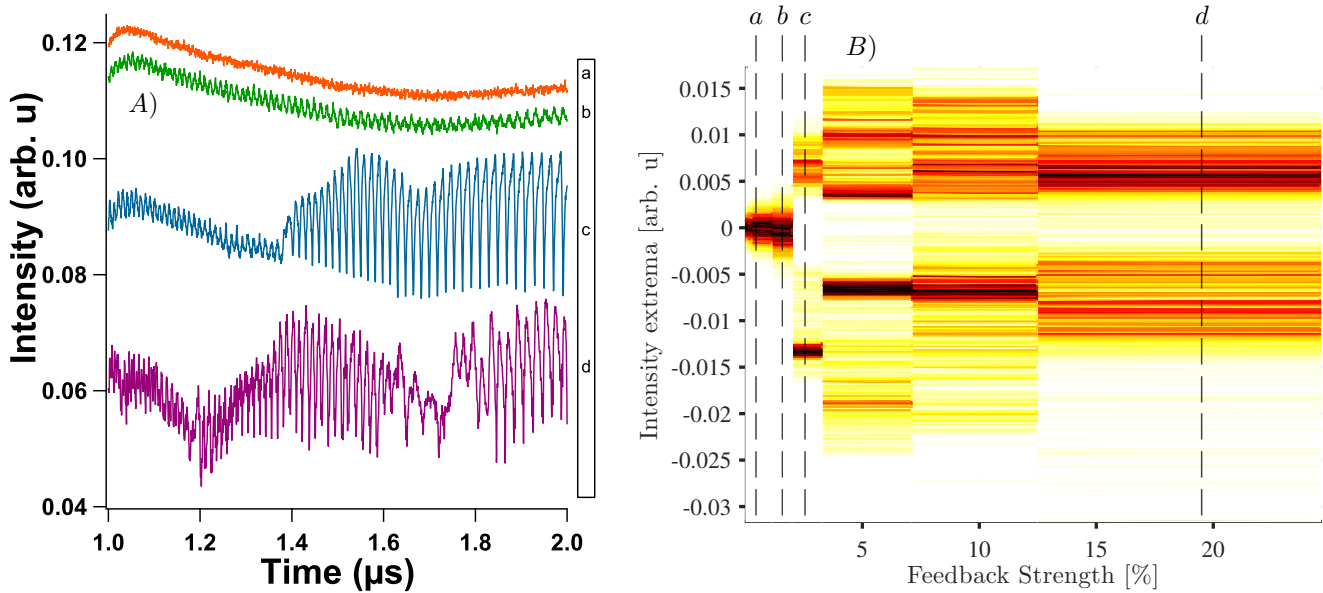 0.12
0.10
0.08
0.06
0.04
Intensity (arb. u)
A)
a
b
c
d
1.0 1.2 1.4 1.6 1.8 2.0
Time (µs)
a b c d
B)
0.015
0.01
0.005
0
-0.005
-0.01
-0.015
-0.02
-0.025
-0.03
Intensity extrema [arb. u]
5 10 15 20
Feedback Strength [%]